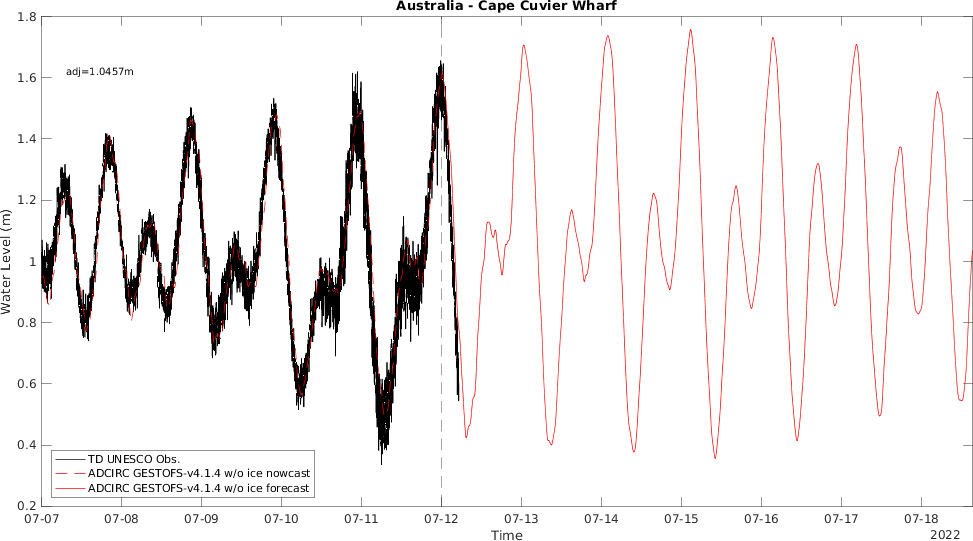 Australia - Cape Cuvier Wharf
1.8
1.6
1.4
1.2
1
0.8
0.6
0.4
0.2
Water Level (m)
adj=1.0457m
TD UNESCO Obs.
ADCIRC GESTOFS-v4.1.4 w/o ice nowcast
ADCIRC GESTOFS-v4.1.4 w/o ice forecast
07-07 07-08 07-09 07-10 07-11 07-12 07-13 07-14 07-15 07-16 07-17 07-18
Time
2022